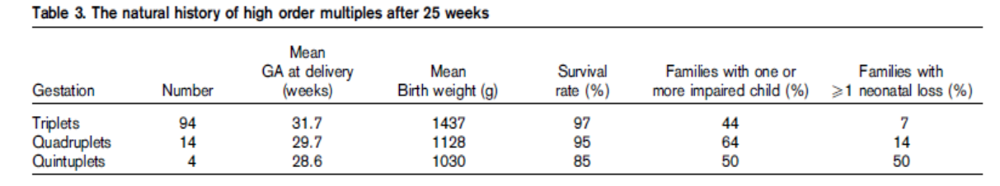 Table 3. The natural history of high order multiples after 25 weeks
Mean
GA at delivery Mean Survival Families with one or Families with
Gestation Number (weeks) Birth weight (g) rate (%) more impaired child (%) ⩾1 neonatal loss (%)
Triplets 94 31.7 1437 97 44 7
Quadruplets 14 29.7 1128 95 64 14
Quintuplets 4 28.6 1030 85 50 50